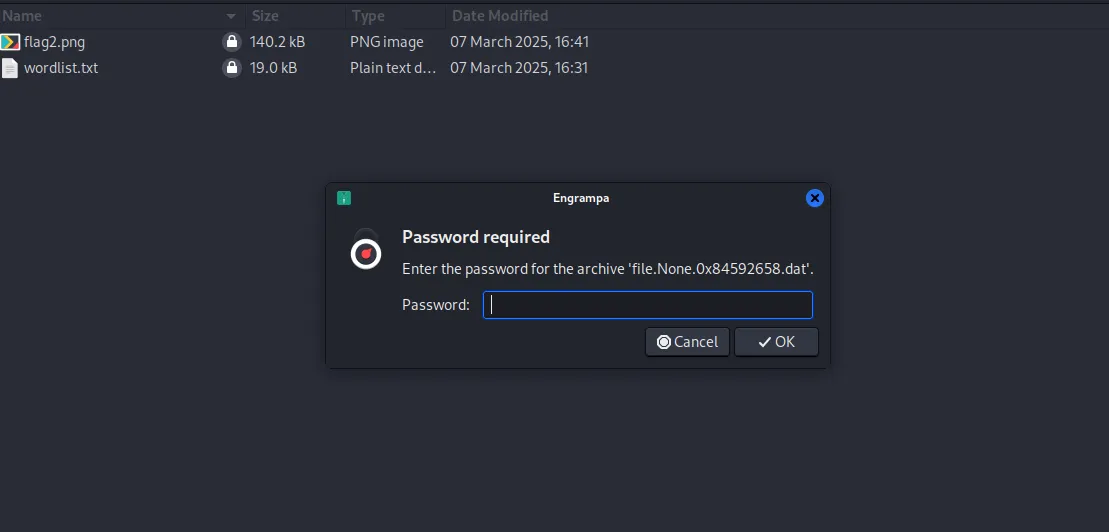 Name Size Type Date Modified
flag2.png 140.2 kB PNG image 07 March 2025, 16:41
wordlist.txt 19.0 kB Plain text d... 07 March 2025, 16:31
Engrampa
Password required
Enter the password for the archive 'file.None.0x84592658.dat'.
Password:
Cancel OK